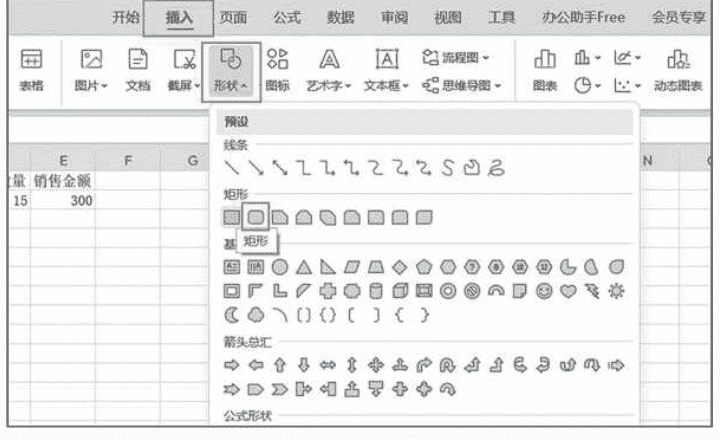 开始 插入 页面 公式 数据 审阅 视图 工具 办公助手Free 会员专享
流程图
思维导图
表格 图片 文档 截屏 形状 图标 艺术字 文本框 图表 动态图表
预设
线条
E F G N
量 销售金额
15 300
矩形
矩形
基
箭头总汇
公式形状